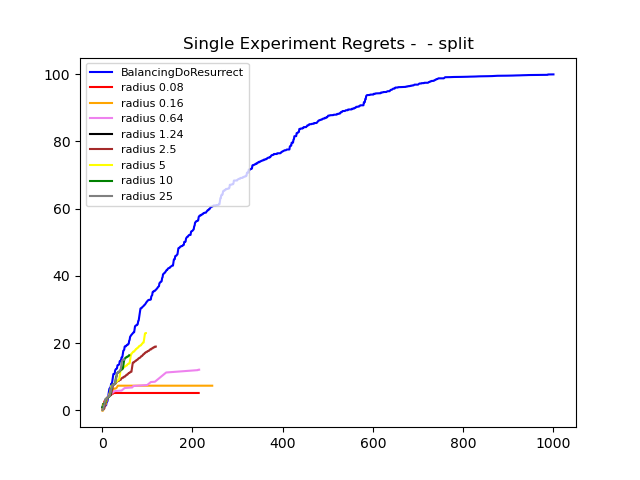 Single Experiment Regrets -  - split
BalancingDoResurrect
radius 0.08
radius 0.16
radius 0.64
radius 1.24
radius 2.5
radius 5
radius 10
radius 25
100
80
60
40
20
0
0 200 400 600 800 1000